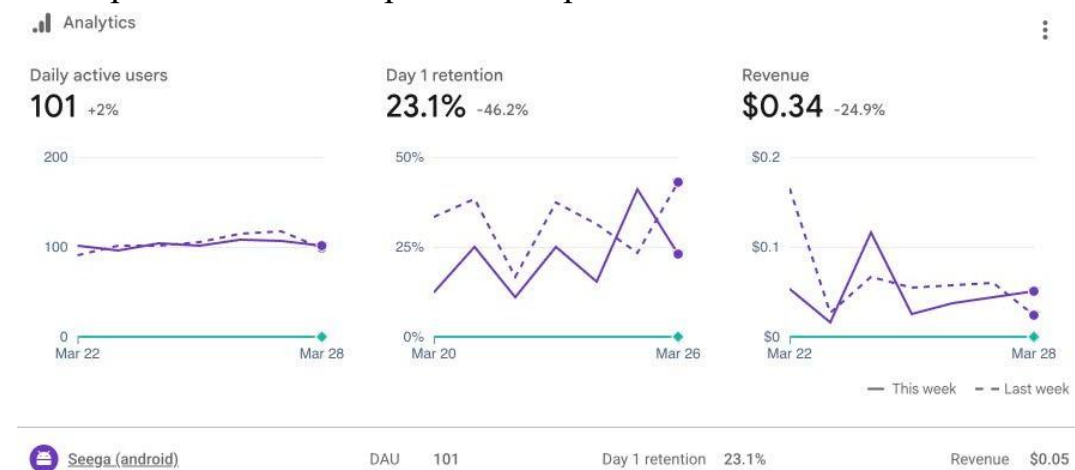 Analytics
Daily active users
101 +2%
200
100
0
Mar 22 Mar 28
Day 1 retention
23.1% -46.2%
50%
25%
0%
Mar 20 Mar 26
Revenue
$0.34 -24.9%
$0.2
$0.1
$0
Mar 22 Mar 28
This week Last week
Seega (android) DAU 101 Day 1 retention 23.1% Revenue $0.05